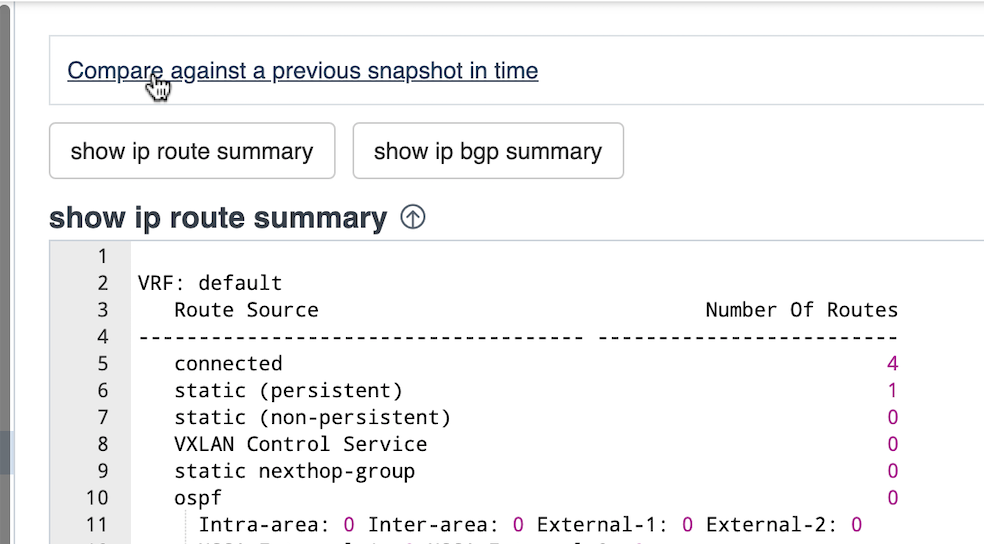 Compare against a previous snapshot in time
show ip route summary show ip bgp summary
show ip route summary
1
2 VRF: default
3 Route Source Number Of Routes
4 ------------------------------------- -------------------------
5 connected 4
6 static (persistent) 1
7 static (non-persistent) 0
8 VXLAN Control Service 0
9 static nexthop-group 0
10 ospf 0
11 Intra-area: 0 Inter-area: 0 External-1: 0 External-2: 0